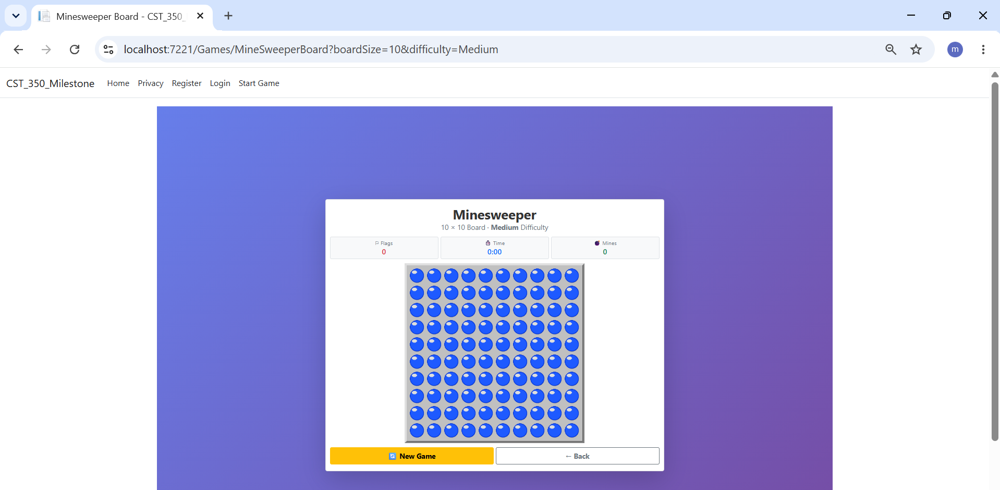 Minesweeper Board - CST_350_
localhost:7221/Games/MineSweeperBoard?boardSize=10&difficulty=Medium
m
CST_350_Milestone Home Privacy Register Login Start Game
Minesweeper
10 × 10 Board · Medium Difficulty
Flags Time Mines
0 0:00 0
New Game ← Back